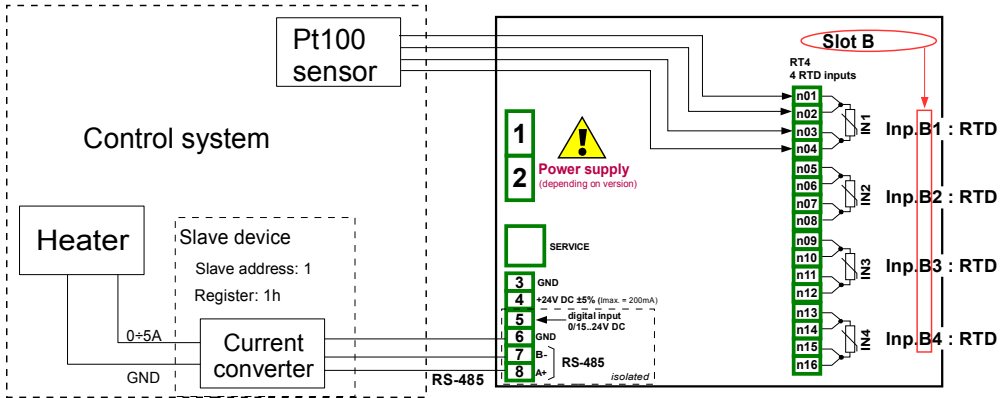 Pt100
sensor
Control system
Heater
Slave device
Slave address: 1
Register: 1h
0÷5A
GND
Current
converter
RS-485
1
2
!
Power supply
(depending on version)
SERVICE
3 GND
4 +24V DC ±5% (Imax. = 200mA)
5 digital input
0/15..24V DC
6 GND
7 B-
8 A+
RS-485
isolated
Slot B
RT4
4 RTD inputs
n01
n02
n03
n04
IN1
Inp.B1 : RTD
n05
n06
n07
n08
IN2
Inp.B2 : RTD
n09
n10
n11
n12
IN3
Inp.B3 : RTD
n13
n14
n15
n16
IN4
Inp.B4 : RTD